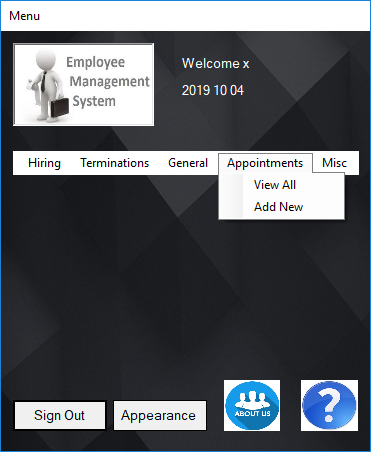 Menu
Employee
Management
System
Welcome x
2019 10 04
Hiring Terminations General Appointments Misc
View All
Add New
Sign Out Appearance
ABOUT US
?